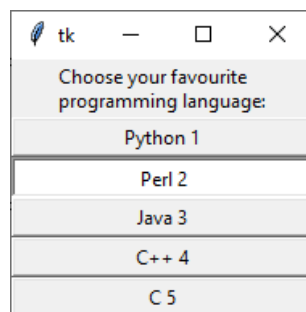 tk
Choose your favourite
programming language:
Python 1
Perl 2
Java 3
C++ 4
C 5